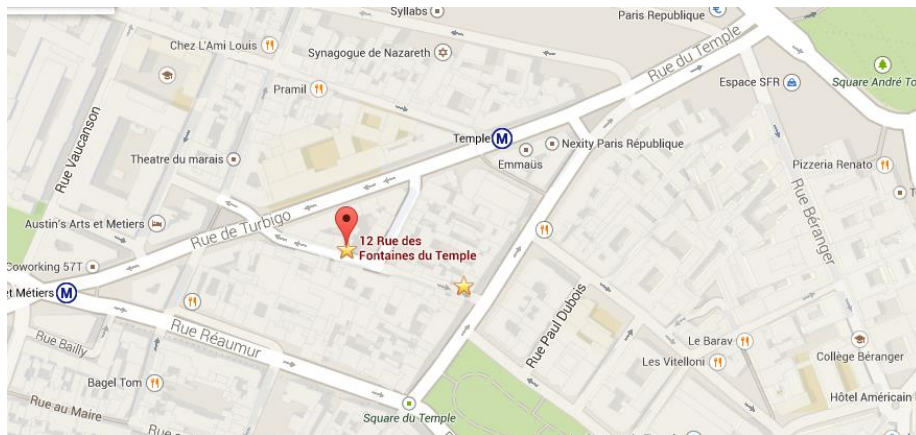 Syllabs
Paris Republique
Chez L'Ami Louis
Synagogue de Nazareth
Rue du Temple
Espace SFR
Square André To
Pramil
Rue Vaucanson
Temple
M
Nexity Paris République
Emmaüs
Theatre du marais
Pizzeria Renato
T
Rue Béranger
Austin's Arts et Metiers
Rue de Turbigo
12 Rue des
Fontaines du Temple
Coworking 57T
et Métiers
M
Rue Réaumur
Rue Paul Dubois
Rue Bailly
Le Barav
Les Vitelloni
Collège Béranger
Bagel Tom
Hôtel Américain
Rue au Maire
Square du Temple